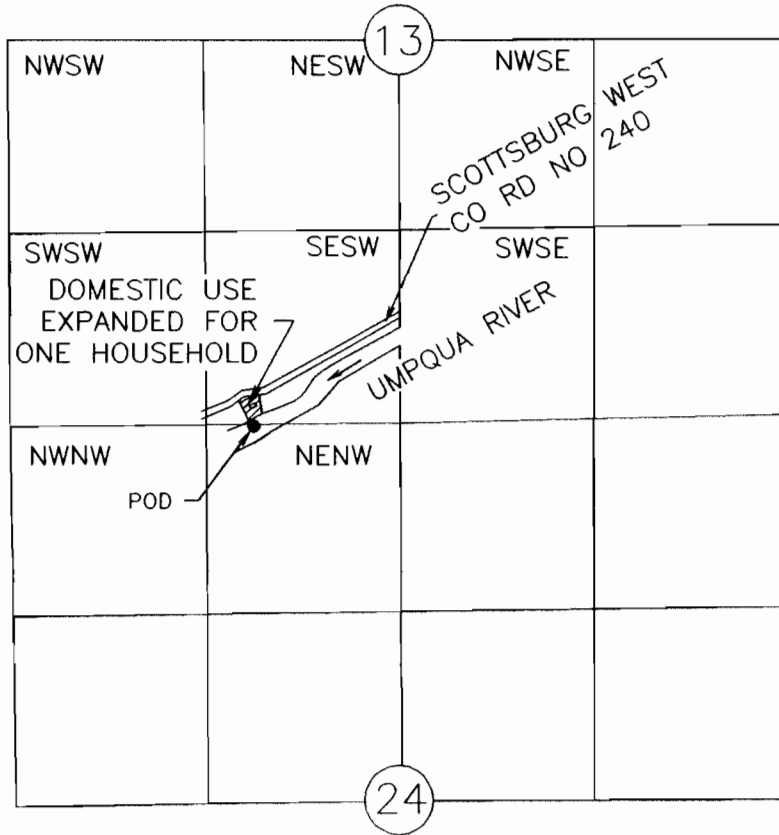 13
NWSW
NESW
NWSE
SCOTTSBURG WEST
CO RD NO 240
SWSW
SESW
SWSE
DOMESTIC USE
EXPANDED FOR
ONE HOUSEHOLD
UMPQUA RIVER
NWNW
NENW
POD
24